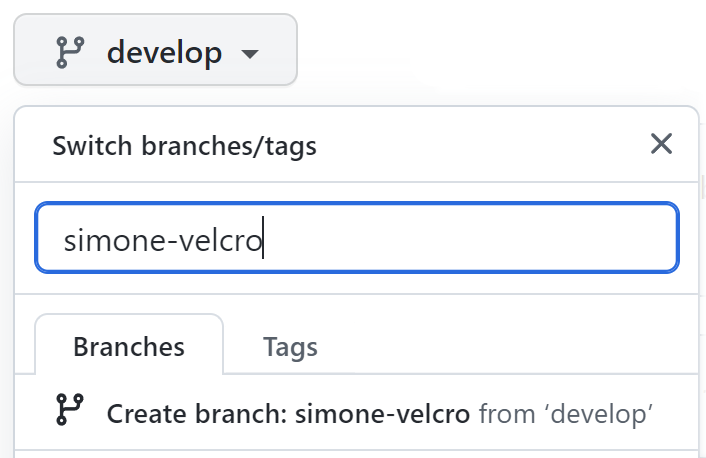 develop
Switch branches/tags
simone-velcro
Branches Tags
Create branch: simone-velcro from ‘develop’